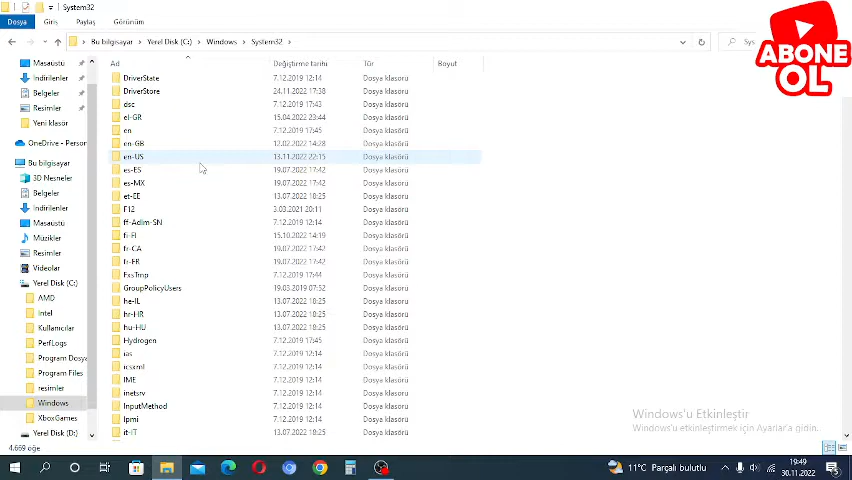 System32
Dosya Giriş Paylaş Görünüm
Bu bilgisayar Yerel Disk (C:) Windows System32
Sys
ABONE
OL
Ad Değiştirme tarihi Tür Boyut
Masaüstü
İndirilenler
Belgeler
Resimler
Yeni klasör
OneDrive - Person
Bu bilgisayar
3D Nesneler
Belgeler
İndirilenler
Masaüstü
Müzikler
Resimler
Videolar
Yerel Disk (C:)
AMD
Intel
Kullanıcılar
PerfLogs
Program Dosya
Program Files
resimler
Windows
XboxGames
Yerel Disk (D:)
DriverState 7.12.2019 12:14 Dosya klasörü
DriverStore 24.11.2022 17:38 Dosya klasörü
dsc 7.12.2019 17:43 Dosya klasörü
el-GR 15.04.2022 23:44 Dosya klasörü
en 7.12.2019 17:45 Dosya klasörü
en-GB 12.02.2022 14:28 Dosya klasörü
en-US 13.11.2022 22:15 Dosya klasörü
es-ES 19.07.2022 17:42 Dosya klasörü
es-MX 19.07.2022 17:42 Dosya klasörü
et-EE 13.07.2022 18:25 Dosya klasörü
F12 3.03.2021 20:11 Dosya klasörü
ff-Adlm-SN 7.12.2019 12:14 Dosya klasörü
fi-FI 15.10.2022 14:19 Dosya klasörü
fr-CA 19.07.2022 17:42 Dosya klasörü
fr-FR 19.07.2022 17:42 Dosya klasörü
FxsTmp 7.12.2019 17:44 Dosya klasörü
GroupPolicyUsers 19.03.2019 07:52 Dosya klasörü
he-IL 13.07.2022 18:25 Dosya klasörü
hr-HR 13.07.2022 18:25 Dosya klasörü
hu-HU 13.07.2022 18:25 Dosya klasörü
Hydrogen 7.12.2019 17:45 Dosya klasörü
ias 7.12.2019 12:14 Dosya klasörü
icsxml 7.12.2019 12:14 Dosya klasörü
IME 7.12.2019 12:14 Dosya klasörü
inetsrv 7.12.2019 12:14 Dosya klasörü
InputMethod 7.12.2019 12:14 Dosya klasörü
Ipmi 7.12.2019 12:14 Dosya klasörü
it-IT 13.07.2022 18:25 Dosya klasörü
Windows'u Etkinleştir
Windows'u etkinleştirmek için Ayarlar'a gidin.
4.669 öğe
11°C Parçalı bulutlu
19:49
30.11.2022
5